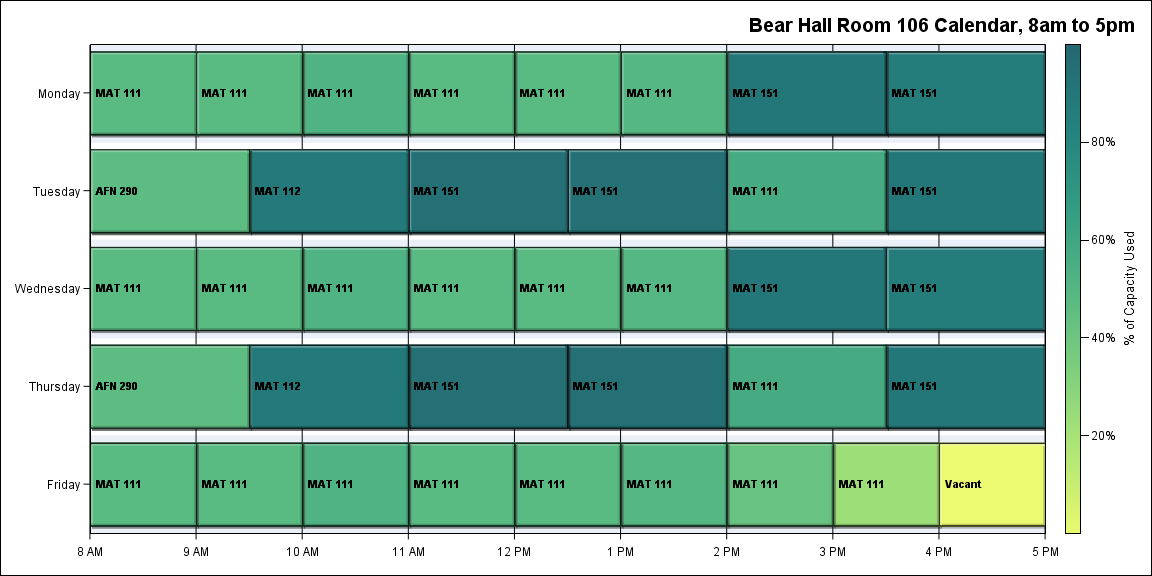 Bear Hall Room 106 Calendar, 8am to 5pm
Monday
MAT 111 MAT 111 MAT 111 MAT 111 MAT 111 MAT 111 MAT 151 MAT 151
Tuesday
AFN 290 MAT 112 MAT 151 MAT 151 MAT 111 MAT 151
Wednesday
MAT 111 MAT 111 MAT 111 MAT 111 MAT 111 MAT 111 MAT 151 MAT 151
Thursday
AFN 290 MAT 112 MAT 151 MAT 151 MAT 111 MAT 151
Friday
MAT 111 MAT 111 MAT 111 MAT 111 MAT 111 MAT 111 MAT 111 MAT 111 Vacant
8 AM 9 AM 10 AM 11 AM 12 PM 1 PM 2 PM 3 PM 4 PM 5 PM
80%
60%
40%
20%
% of Capacity Used